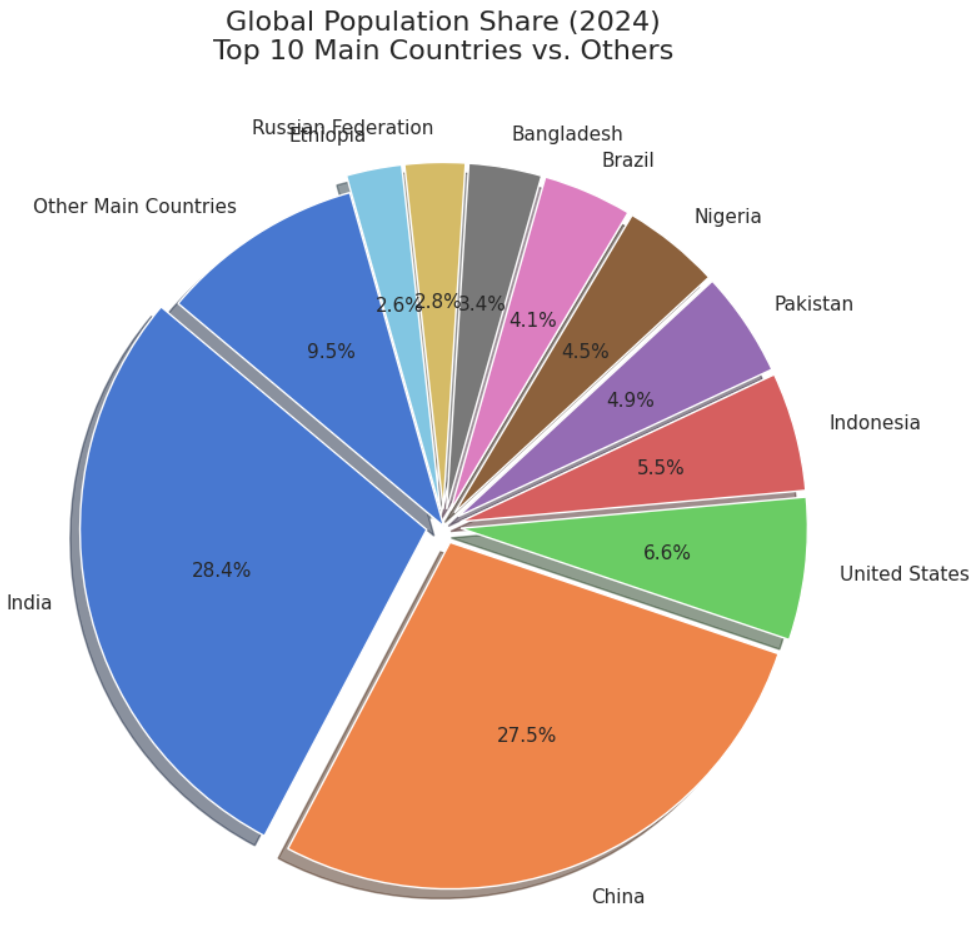 Global Population Share (2024)
Top 10 Main Countries vs. Others
Russian Federation
Ethiopia
Bangladesh
Brazil
Other Main Countries
Nigeria
Pakistan
Indonesia
United States
India
China
2.6%
2.8%
3.4%
4.1%
9.5%
4.5%
4.9%
5.5%
6.6%
28.4%
27.5%